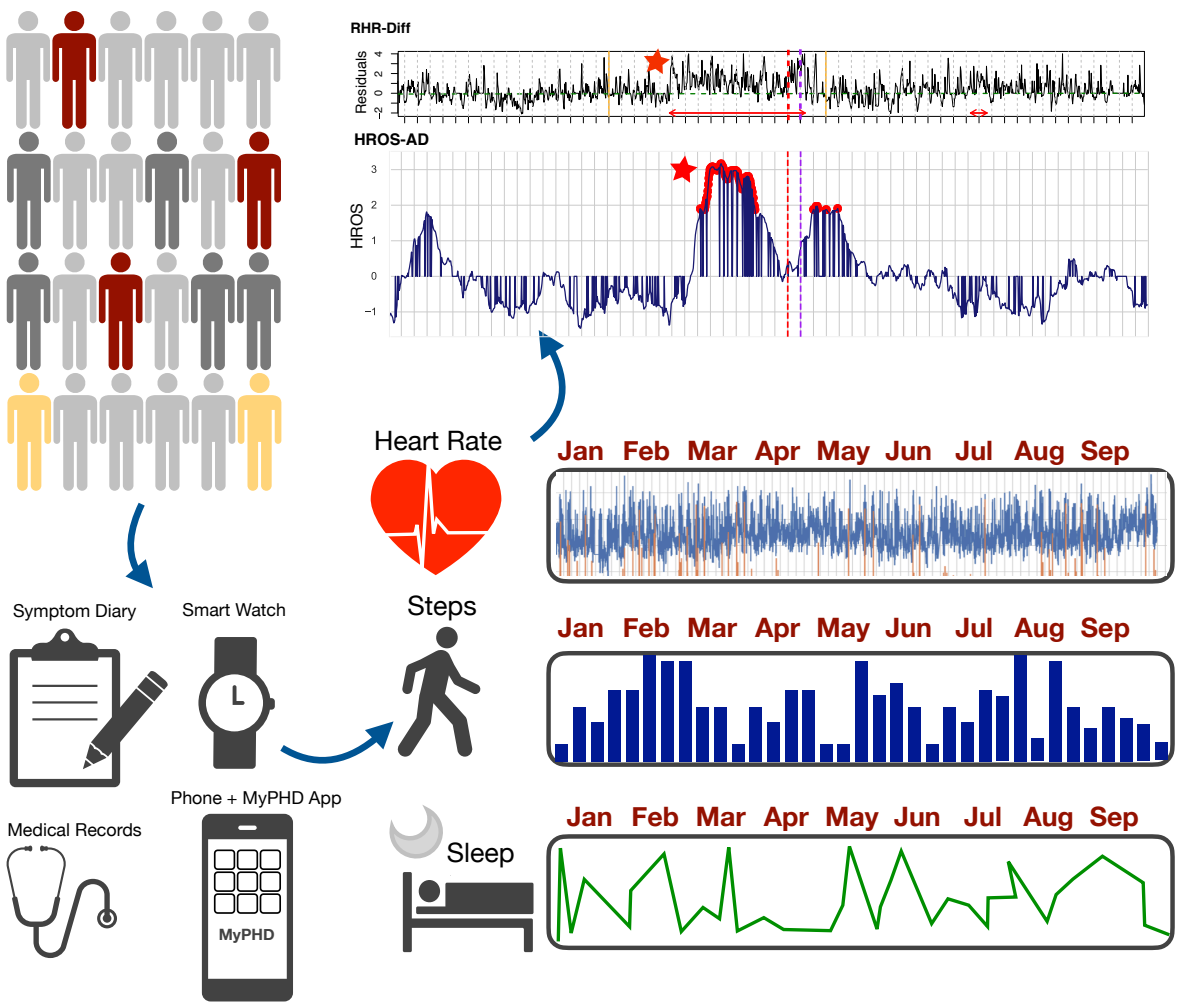 RHR-Diff
Residuals
4
2
0
-2
HROS-AD
HROS
3
2
1
0
−1
Heart Rate
Jan Feb Mar Apr May Jun Jul Aug Sep
Symptom Diary
Smart Watch
Steps
Jan Feb Mar Apr May Jun Jul Aug Sep
Phone + MyPHD App
Medical Records
MyPHD
Sleep
Jan Feb Mar Apr May Jun Jul Aug Sep